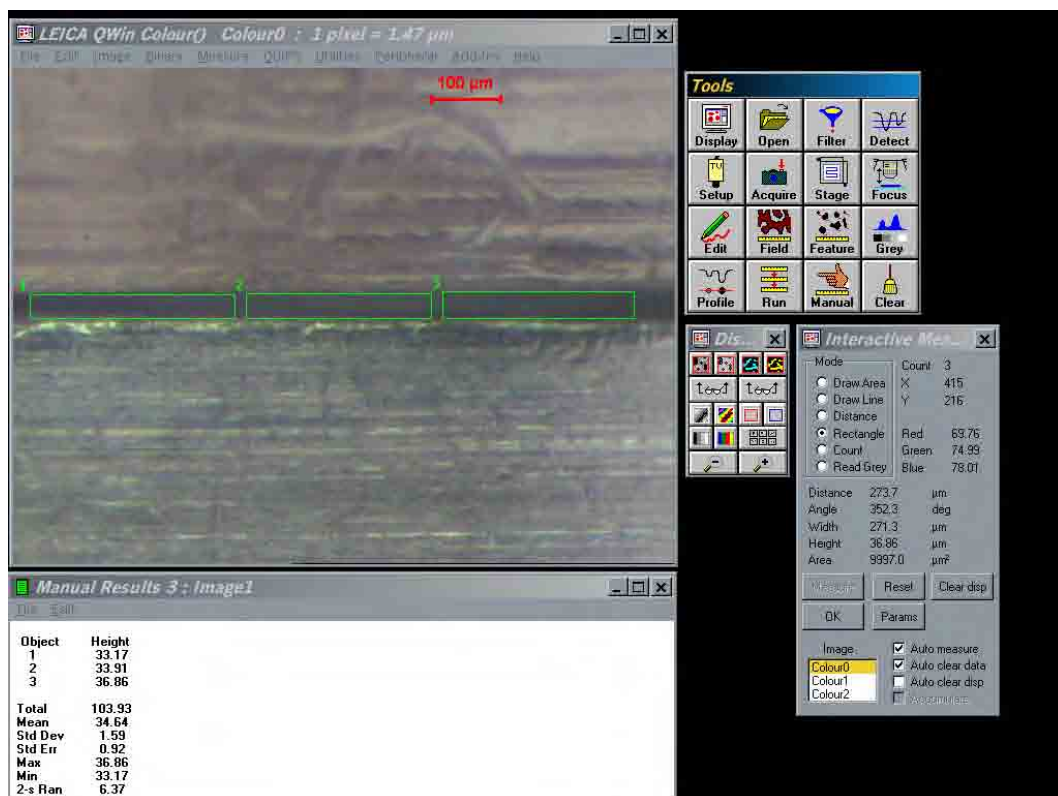 LEICA QWin Colour() Colour0 : 1 pixel = 1.47 µm
File Edit Image Binary Measure QUIPS Utilities Peripheral Add-Ins Help
100 µm
1 2 3
Tools
Display Open Filter Detect
Setup Acquire Stage Focus
Edit Field Feature Grey
Profile Run Manual Clear
Dis...
Interactive Mea...
Mode
Draw Area
Draw Line
Distance
Rectangle
Count
Read Grey
Count 3
X 415
Y 216
Red 69.76
Green 74.99
Blue 78.01
Distance 273.7 µm
Angle 352.3 deg
Width 271.3 µm
Height 36.86 µm
Area 9997.0 µm²
Measure Reset Clear disp
OK Params
Image
Colour0
Colour1
Colour2
Auto measure
Auto clear data
Auto clear disp
Manual Results 3 : Image1
File Edit
Object Height
1 33.17
2 33.91
3 36.86
Total 103.93
Mean 34.64
Std Dev 1.59
Std Err 0.92
Max 36.86
Min 33.17
2-s Ran 6.37